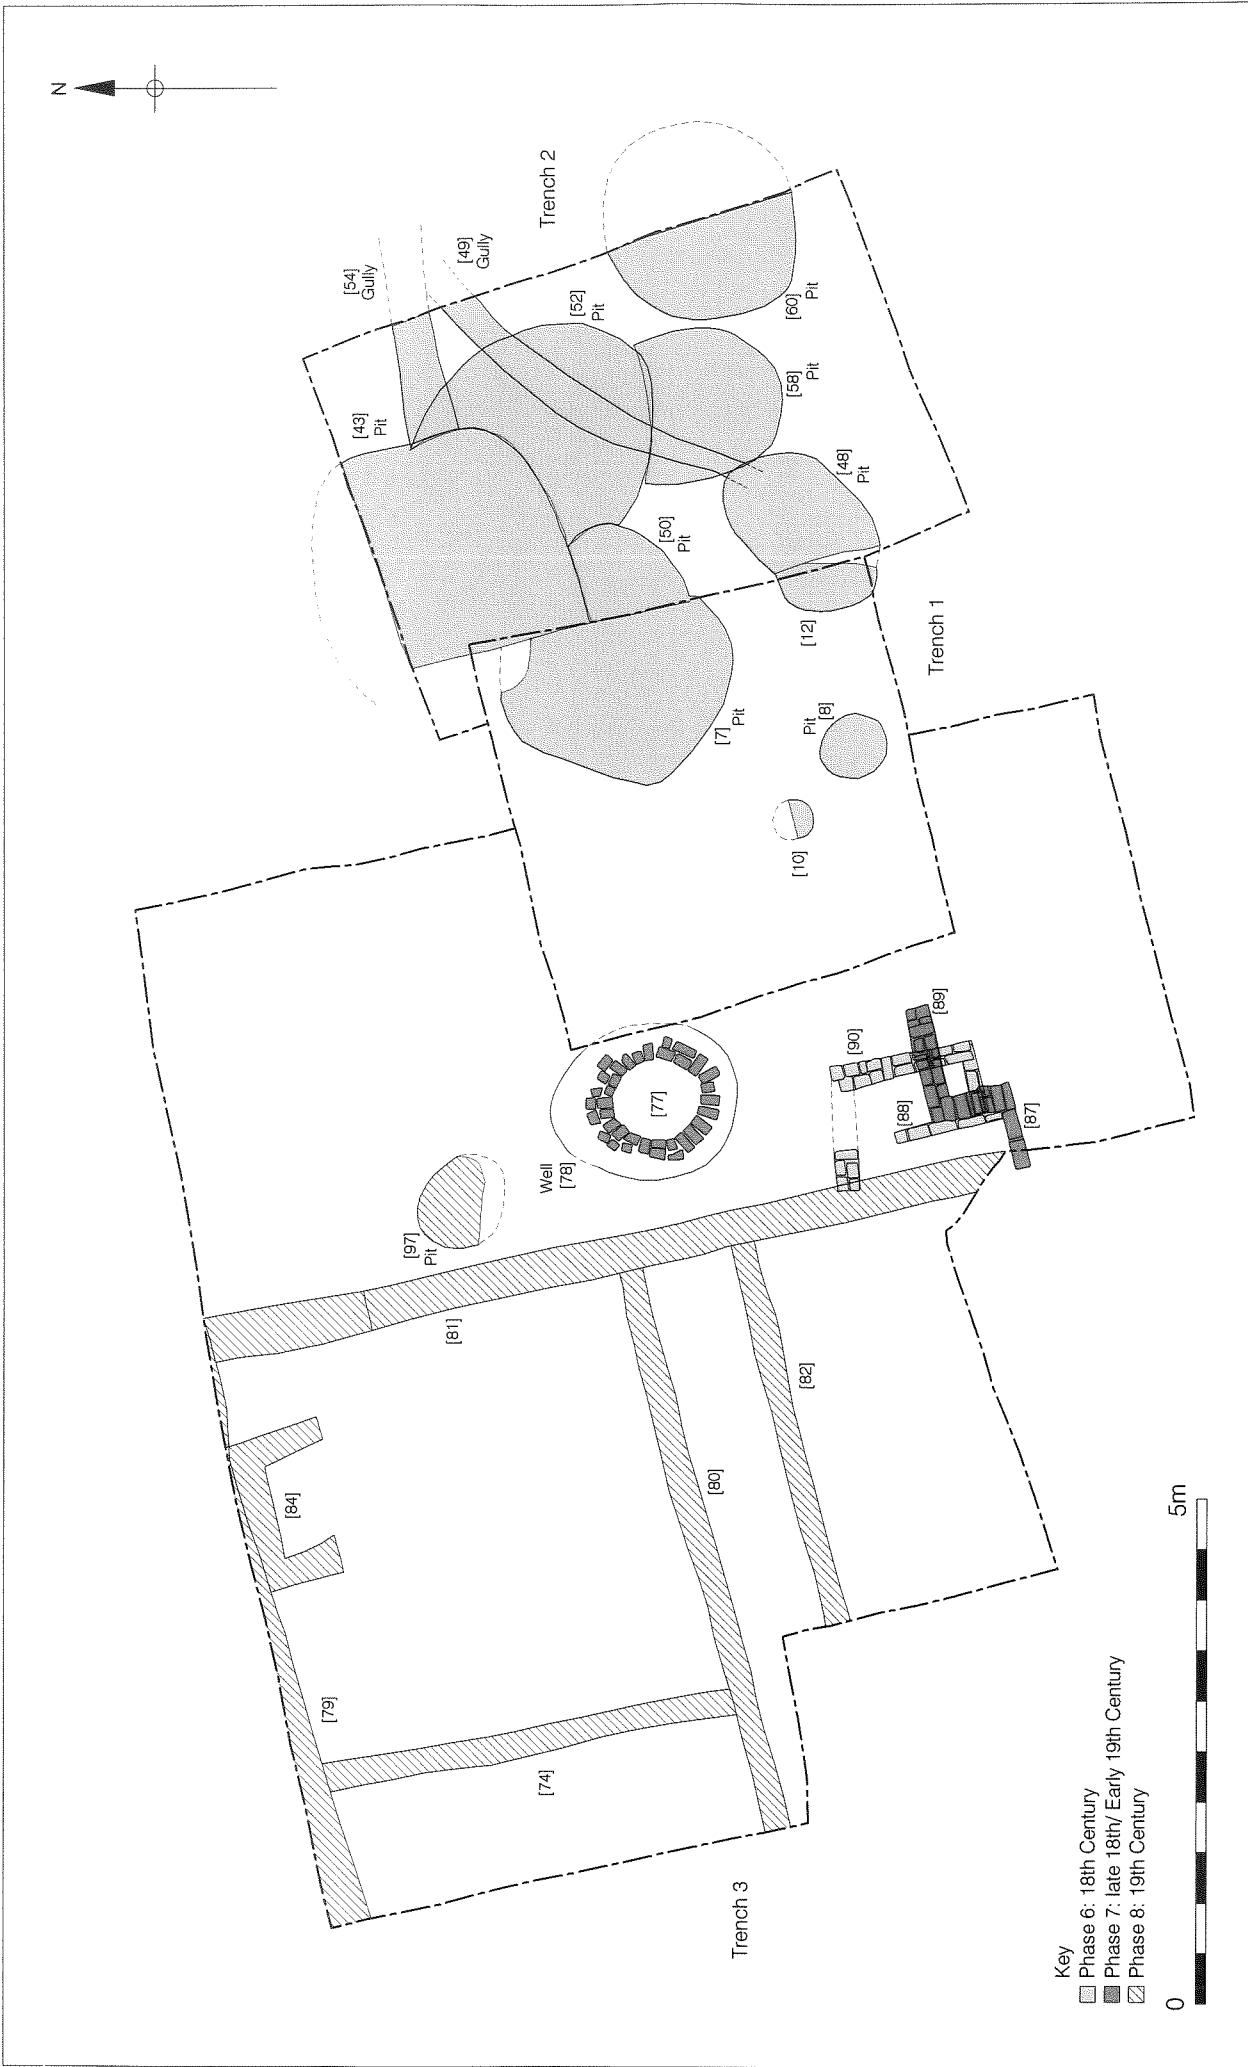 N
Trench 2
[54]
Gully
[49]
Gully
[43]
Pit
[52]
Pit
[60]
Pit
[58]
Pit
[48]
Pit
[50]
Pit
[12]
Trench 1
[7]
Pit
Pit
[8]
[10]
[89]
[90]
[88]
[87]
[77]
Well
[78]
[97]
Pit
[81]
[82]
[84]
[80]
[79]
[74]
Trench 3
Key
Phase 6: 18th Century
Phase 7: late 18th/ Early 19th Century
Phase 8: 19th Century
0
5m